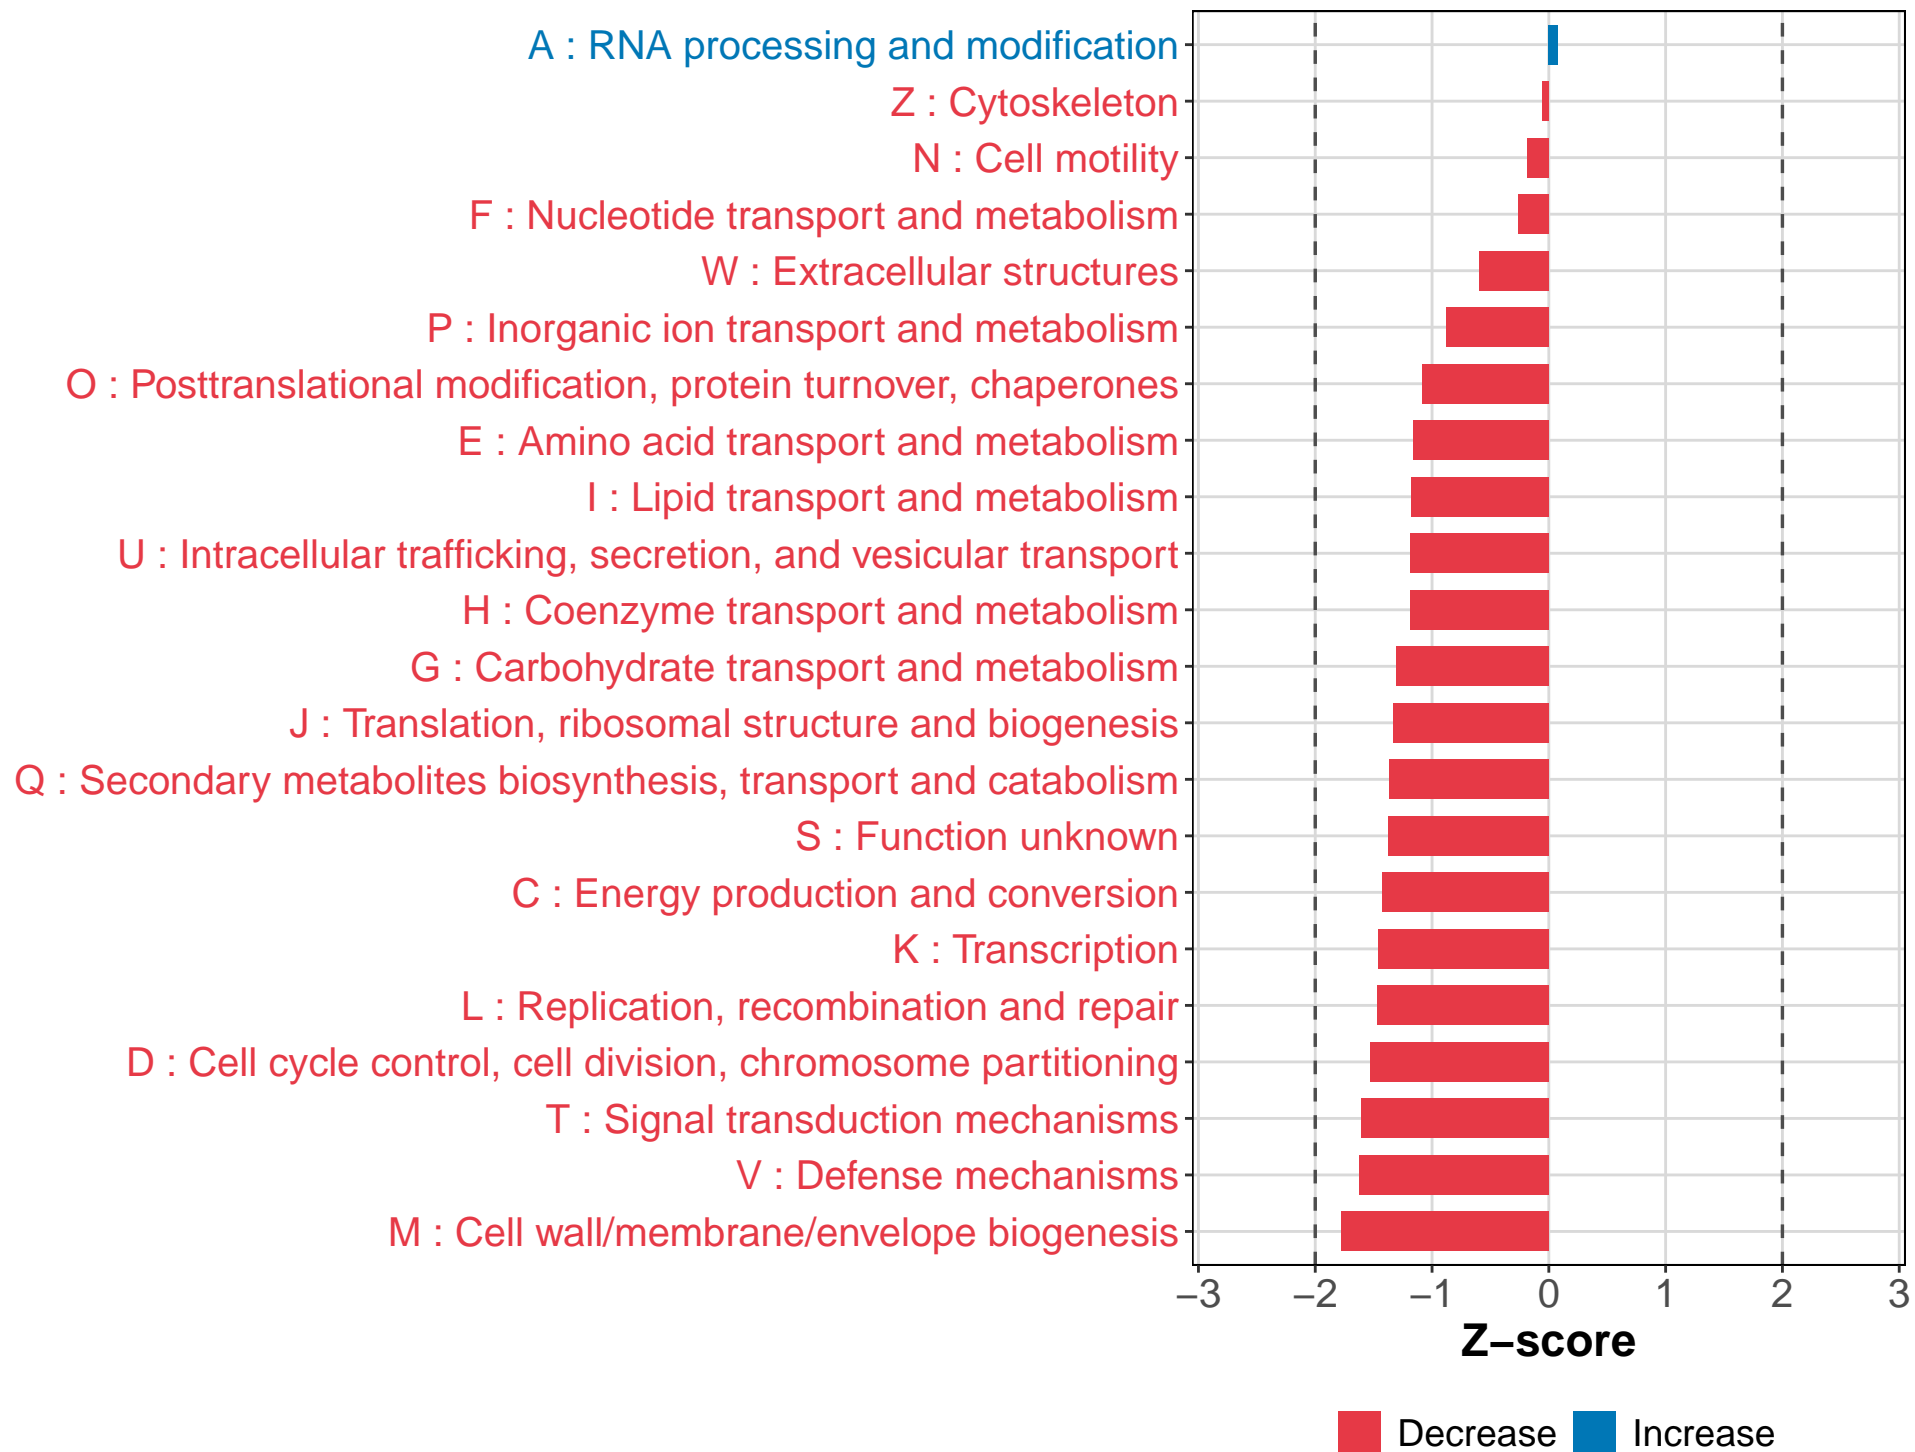 A : RNA processing and modification
Z : Cytoskeleton
N : Cell motility
F : Nucleotide transport and metabolism
W : Extracellular structures
P : Inorganic ion transport and metabolism
O : Posttranslational modification, protein turnover, chaperones
E : Amino acid transport and metabolism
I : Lipid transport and metabolism
U : Intracellular trafficking, secretion, and vesicular transport
H : Coenzyme transport and metabolism
G : Carbohydrate transport and metabolism
J : Translation, ribosomal structure and biogenesis
Q : Secondary metabolites biosynthesis, transport and catabolism
S : Function unknown
C : Energy production and conversion
K : Transcription
L : Replication, recombination and repair
D : Cell cycle control, cell division, chromosome partitioning
T : Signal transduction mechanisms
V : Defense mechanisms
M : Cell wall/membrane/envelope biogenesis
−3 −2 −1 0 1 2 3
Z−score
Decrease Increase